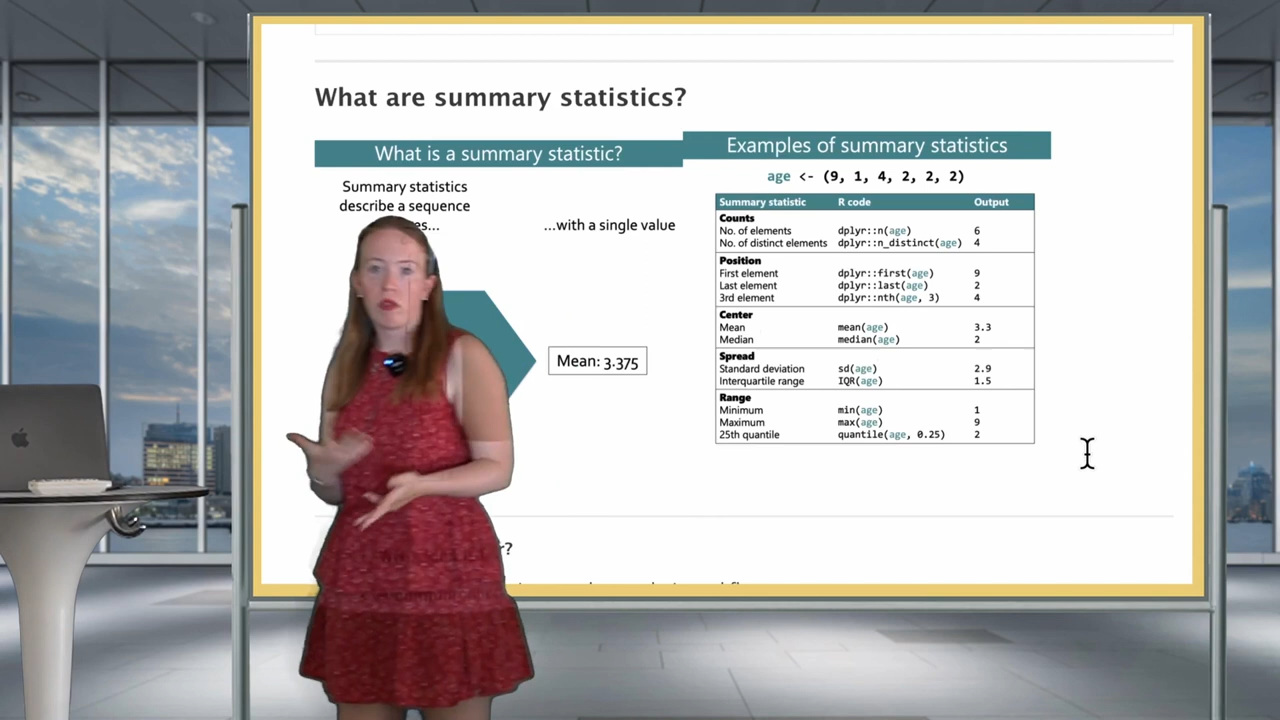 What are summary statistics?
What is a summary statistic?
Summary statistics
describe a sequence
...with a single value
Mean: 3.375
Examples of summary statistics
age <- (9, 1, 4, 2, 2, 2)
Summary statistic R code Output
Counts
No. of elements dplyr::n(age) 6
No. of distinct elements dplyr::n_distinct(age) 4
Position
First element dplyr::first(age) 9
Last element dplyr::last(age) 2
3rd element dplyr::nth(age, 3) 4
Center
Mean mean(age) 3.3
Median median(age) 2
Spread
Standard deviation sd(age) 2.9
Interquartile range IQR(age) 1.5
Range
Minimum min(age) 1
Maximum max(age) 9
25th quantile quantile(age, 0.25) 2